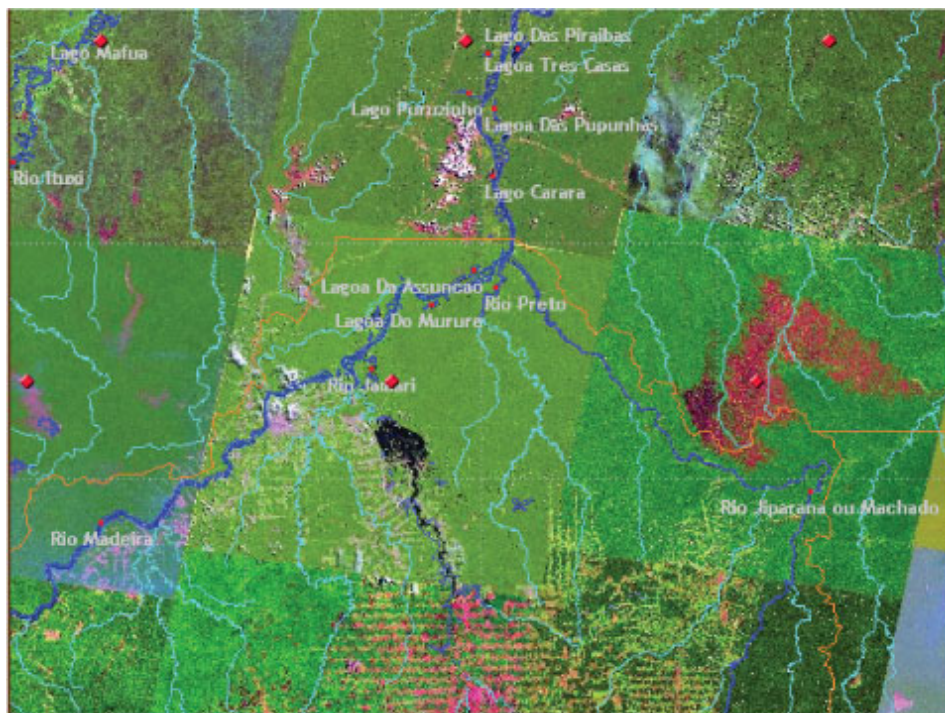 Lago Das Piraibas
Lago Mafua
Lagoa Tres Casas
Lago Puruzinho
Lagoa Das Pupunhas
Rio Ituxi
Lago Carara
Lagoa Da Assuncao
Rio Preto
Lagoa Do Murure
Rio Jamari
Rio Jiparana ou Machado
Rio Madeira